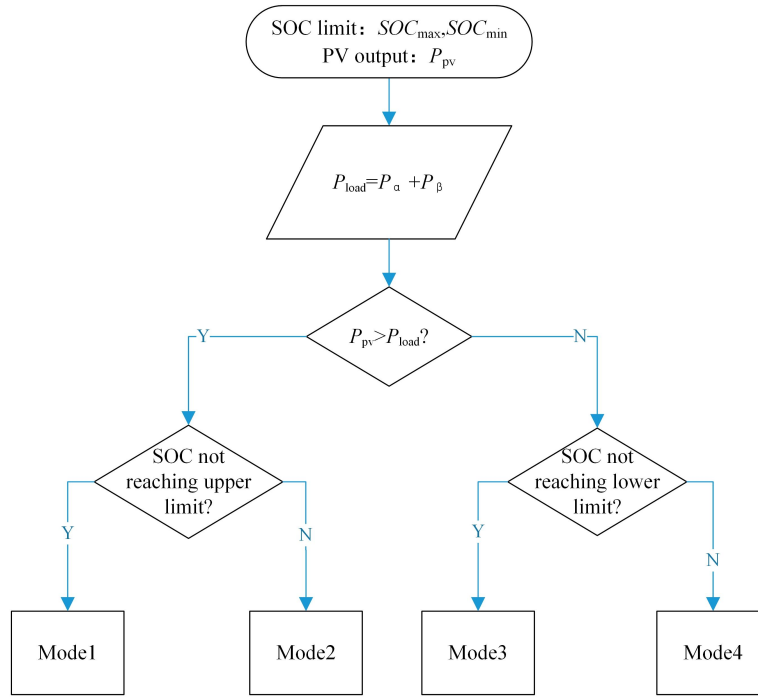 SOC limit：SOCmax,SOCmin
PV output：Ppv
Pload=Pα +Pβ
Ppv>Pload?
Y
N
SOC not
reaching upper
limit?
SOC not
reaching lower
limit?
Y
N
Y
N
Mode1
Mode2
Mode3
Mode4